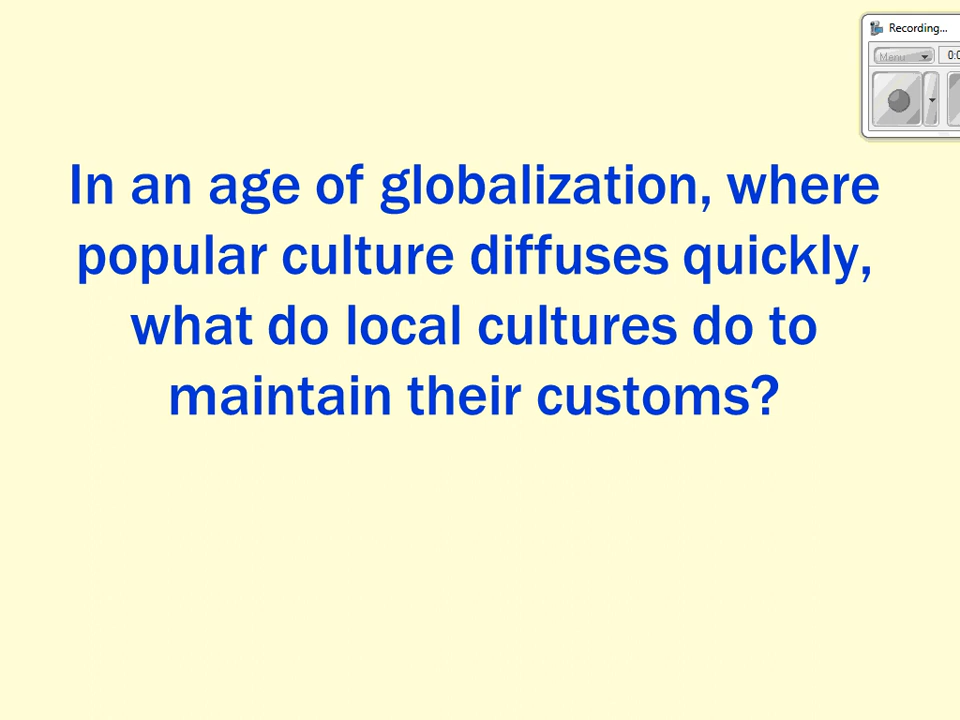 Recording...
Menu
In an age of globalization, where
popular culture diffuses quickly,
what do local cultures do to
maintain their customs?